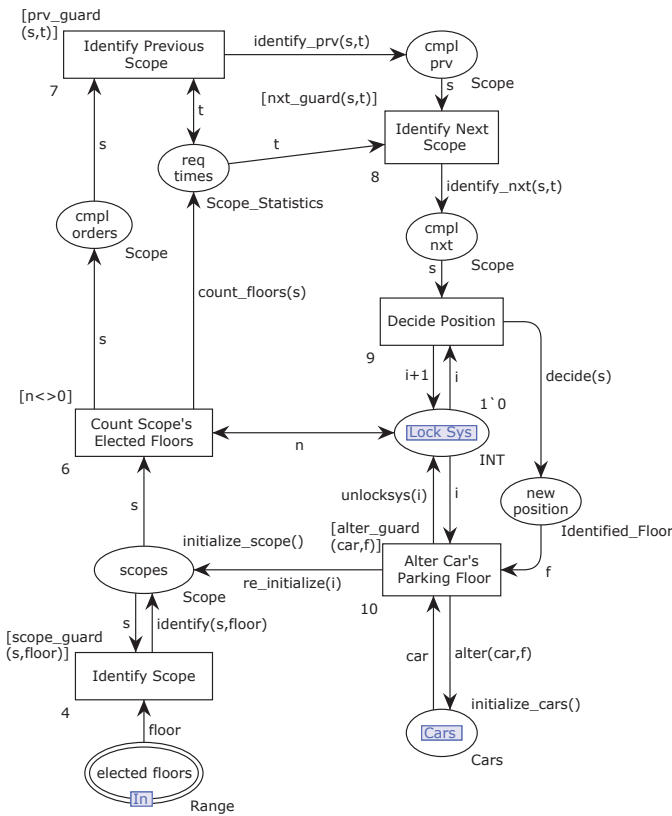 [prv_guard
(s,t)]
Identify Previous
Scope
7
identify_prv(s,t)
cmpl
prv
Scope
s
[nxt_guard(s,t)]
Identify Next
Scope
8
t
t
req
times
Scope_Statistics
s
cmpl
orders
Scope
identify_nxt(s,t)
cmpl
nxt
Scope
s
count_floors(s)
Decide Position
9
s
i+1
i
decide(s)
[n<>0]
Count Scope's
Elected Floors
6
n
1`0
Lock Sys
INT
unlocksys(i)
i
new
position
Identified_Floor
s
initialize_scope()
[alter_guard
(car,f)]
Alter Car's
Parking Floor
10
f
scopes
Scope
re_initialize(i)
s
identify(s,floor)
[scope_guard
(s,floor)]
Identify Scope
4
car
alter(car,f)
initialize_cars()
floor
Cars
Cars
elected floors
In
Range